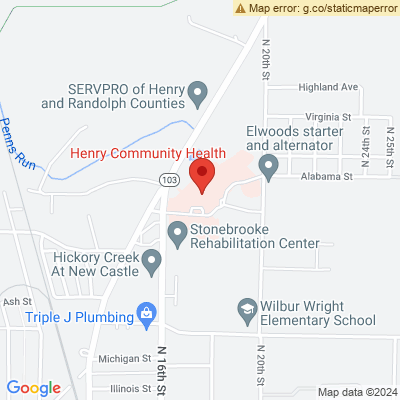 Map error: g.co/staticmaperror
N 20th St
Highland Ave
SERVPRO of Henry
and Randolph Counties
Virginia St
Penns Run
Elwoods starter
and alternator
N 24th St
N 25th St
Henry Community Health
103
Alabama St
Stonebrooke
Rehabilitation Center
Hickory Creek
At New Castle
Ash St
Triple J Plumbing
Wilbur Wright
Elementary School
Michigan St
N 16th St
N 20th St
Illinois St
Google
Map data ©2024